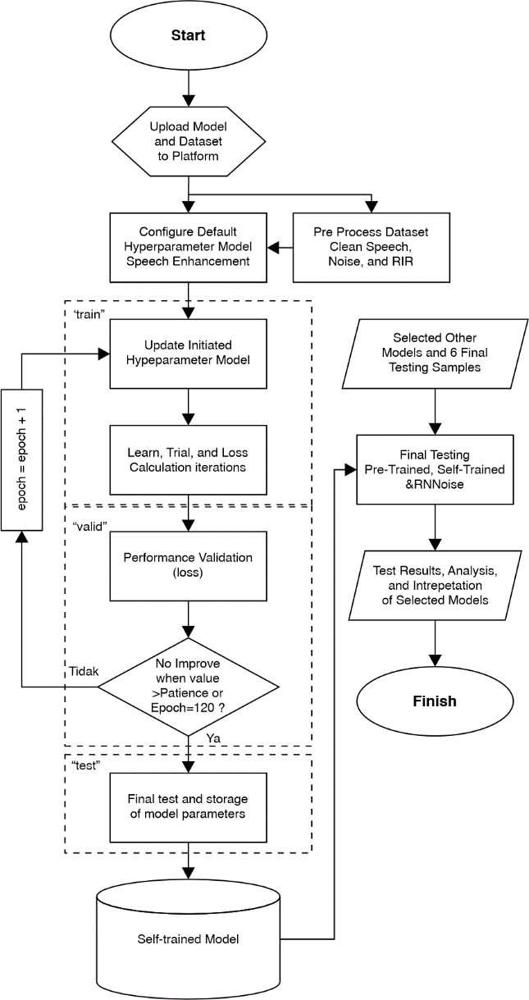 Start
Upload Model
and Dataset
to Platform
Configure Default
Hyperparameter Model
Speech Enhancement
Pre Process Dataset
Clean Speech,
Noise, and RIR
‘train”
Update Initiated
Hypeparameter Model
Learn, Trial, and Loss
Calculation iterations
epoch = epoch + 1
“valid”
Performance Validation
(loss)
No Improve
when value
>Patience or
Epoch=120 ?
Tidak
Ya
“test”
Final test and storage
of model parameters
Self-trained Model
Selected Other
Models and 6 Final
Testing Samples
Final Testing
Pre-Trained, Self-Trained
&RNNoise
Test Results, Analysis,
and Intrepetation
of Selected Models
Finish